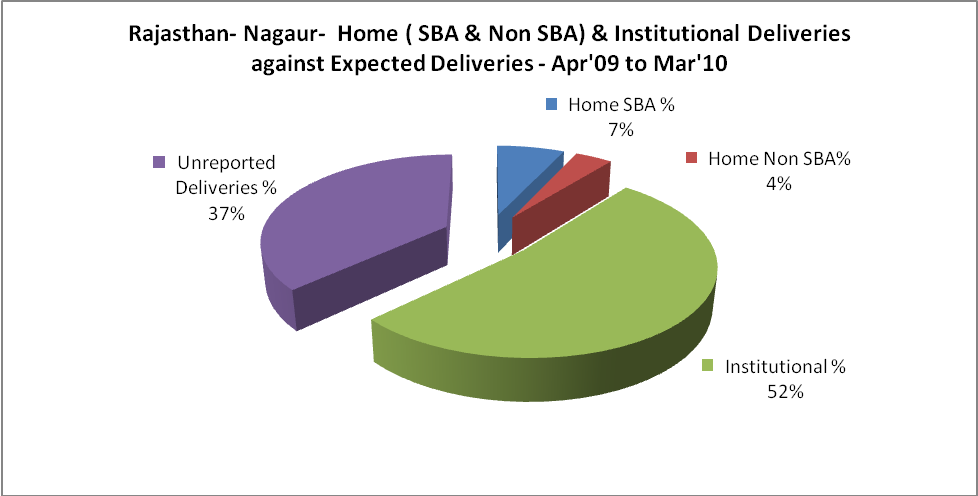 Rajasthan- Nagaur-  Home ( SBA & Non SBA) & Institutional Deliveries
against Expected Deliveries - Apr'09 to Mar'10
Home SBA %
7%
Home Non SBA%
4%
Unreported
Deliveries %
37%
Institutional %
52%